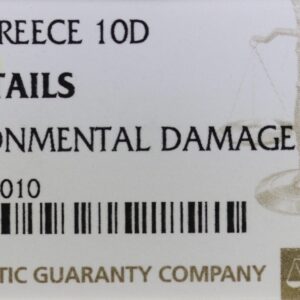 REECE 10D
TAILS
ONMENTAL DAMAGE
010
TIC GUARANTY COMPANY